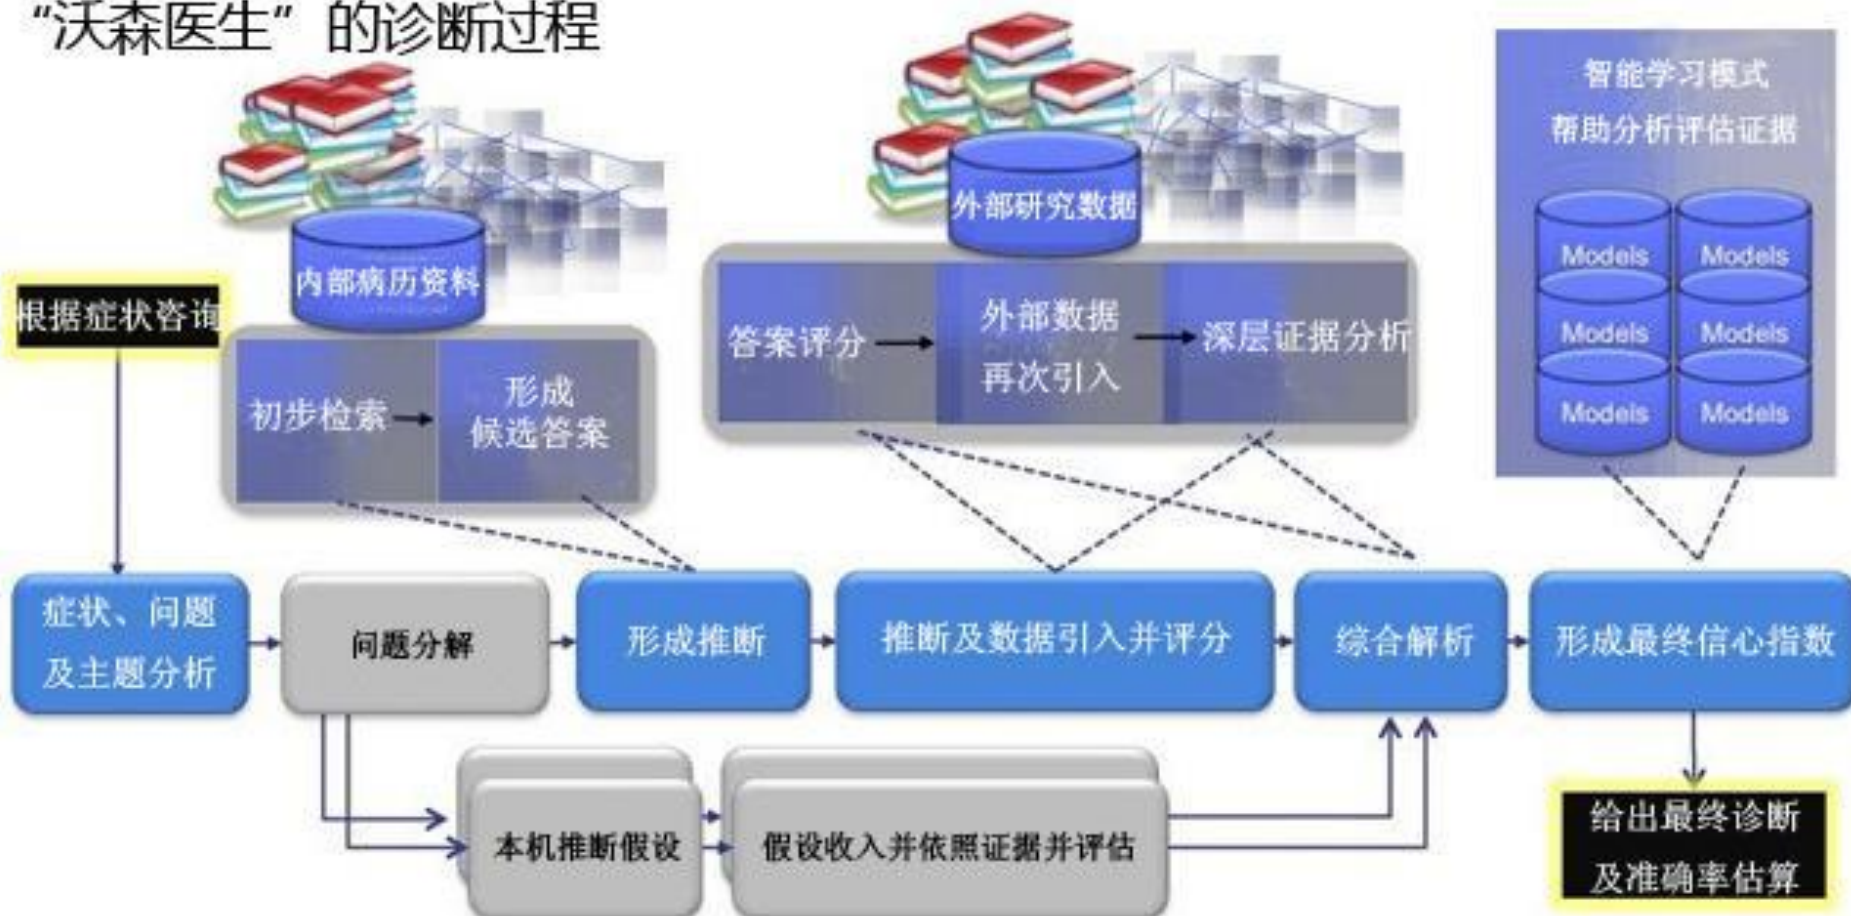 “沃森医生”的诊断过程
智能学习模式
帮助分析评估证据
外部研究数据
内部病历资料
根据症状咨询
初步检索
形成
候选答案
答案评分
外部数据
再次引入
深层证据分析
Models
Models
Models
Models
Models
Models
症状、问题
及主题分析
问题分解
形成推断
推断及数据引入并评分
综合解析
形成最终信心指数
本机推断假设
假设收入并依照证据并评估
给出最终诊断
及准确率估算